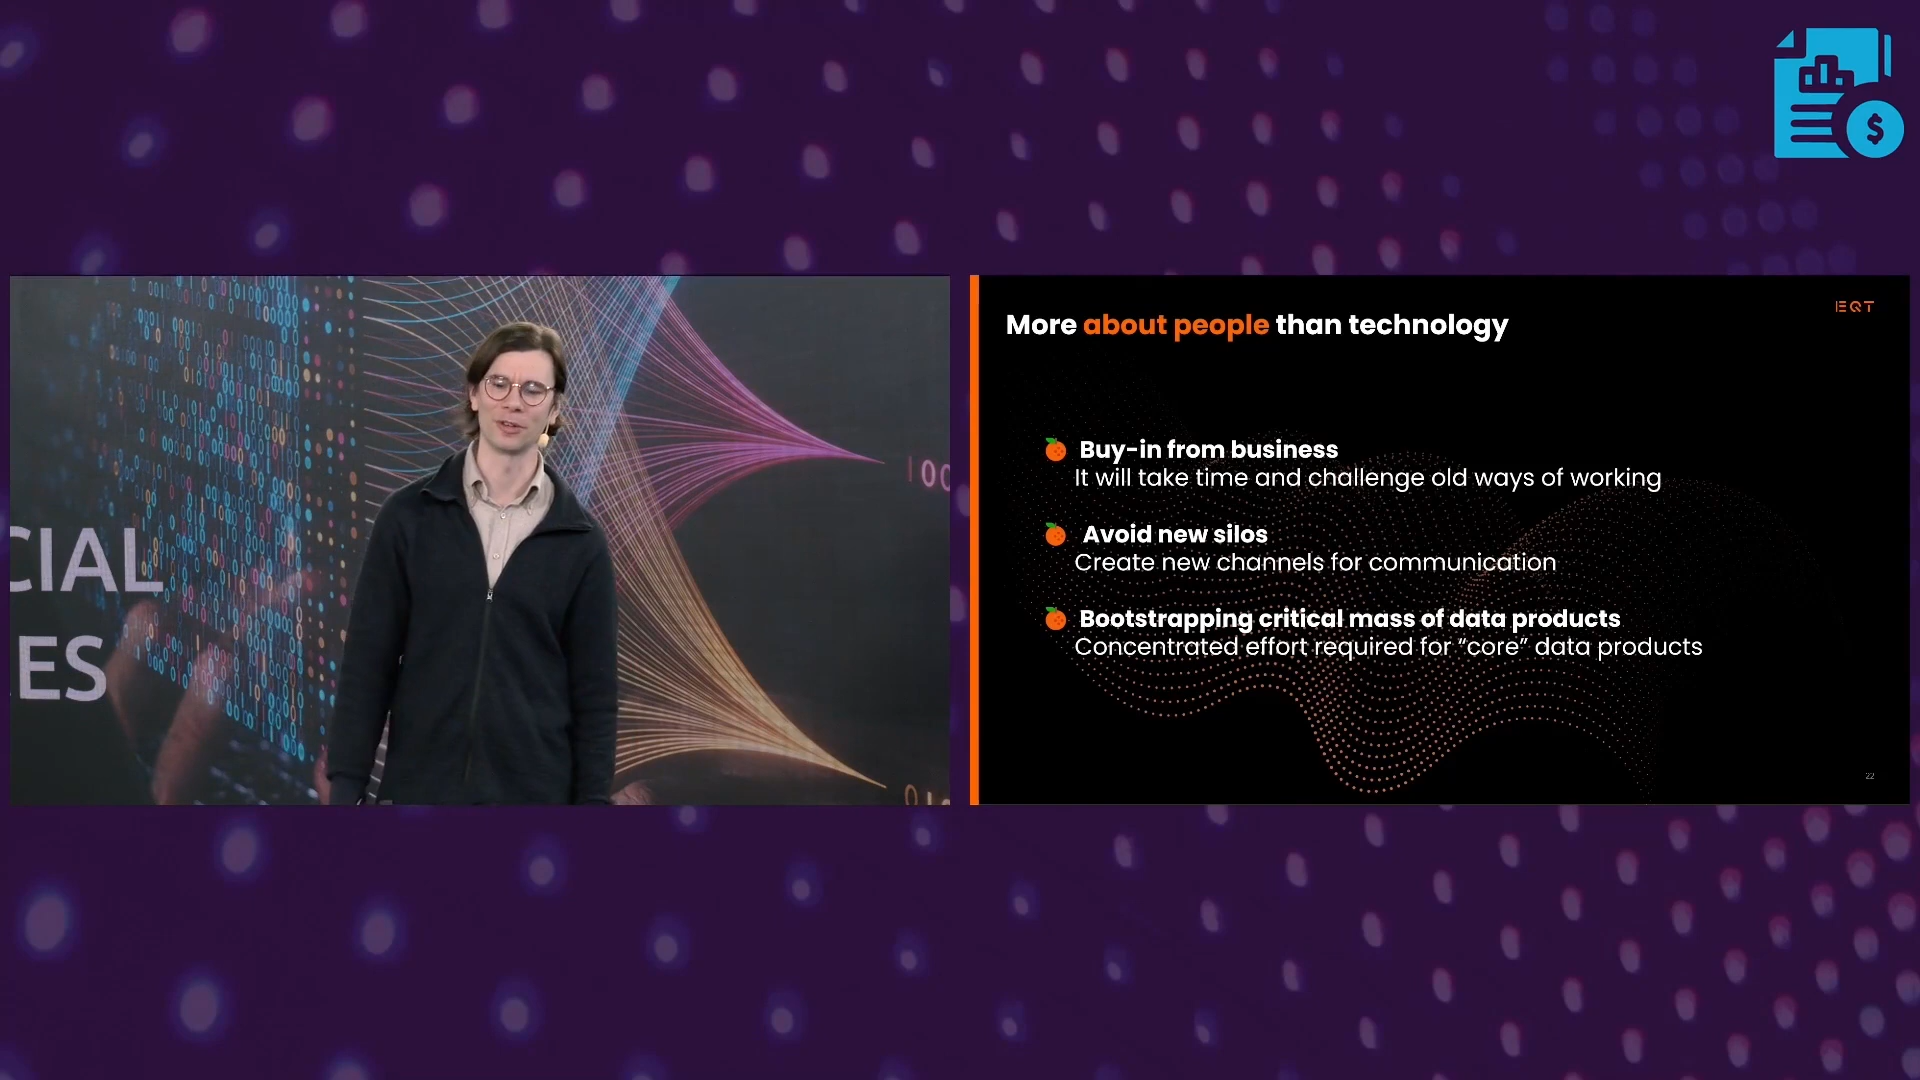 CIAL
ES
100
EQT
More about people than technology
Buy-in from business
It will take time and challenge old ways of working
Avoid new silos
Create new channels for communication
Bootstrapping critical mass of data products
Concentrated effort required for “core” data products
22
$